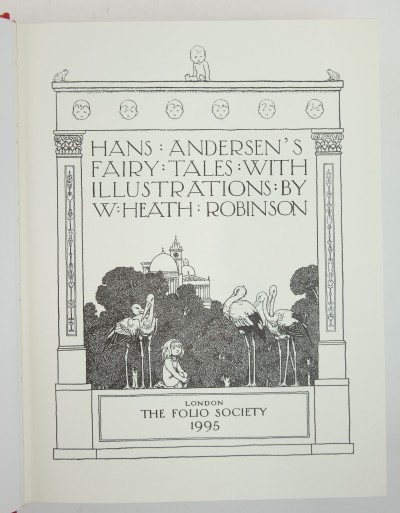 HANS : ANDERSEN'S
FAIRY : TALES : WITH
ILLUSTRATIONS : BY
W : HEATH : ROBINSON
LONDON
THE FOLIO SOCIETY
1995